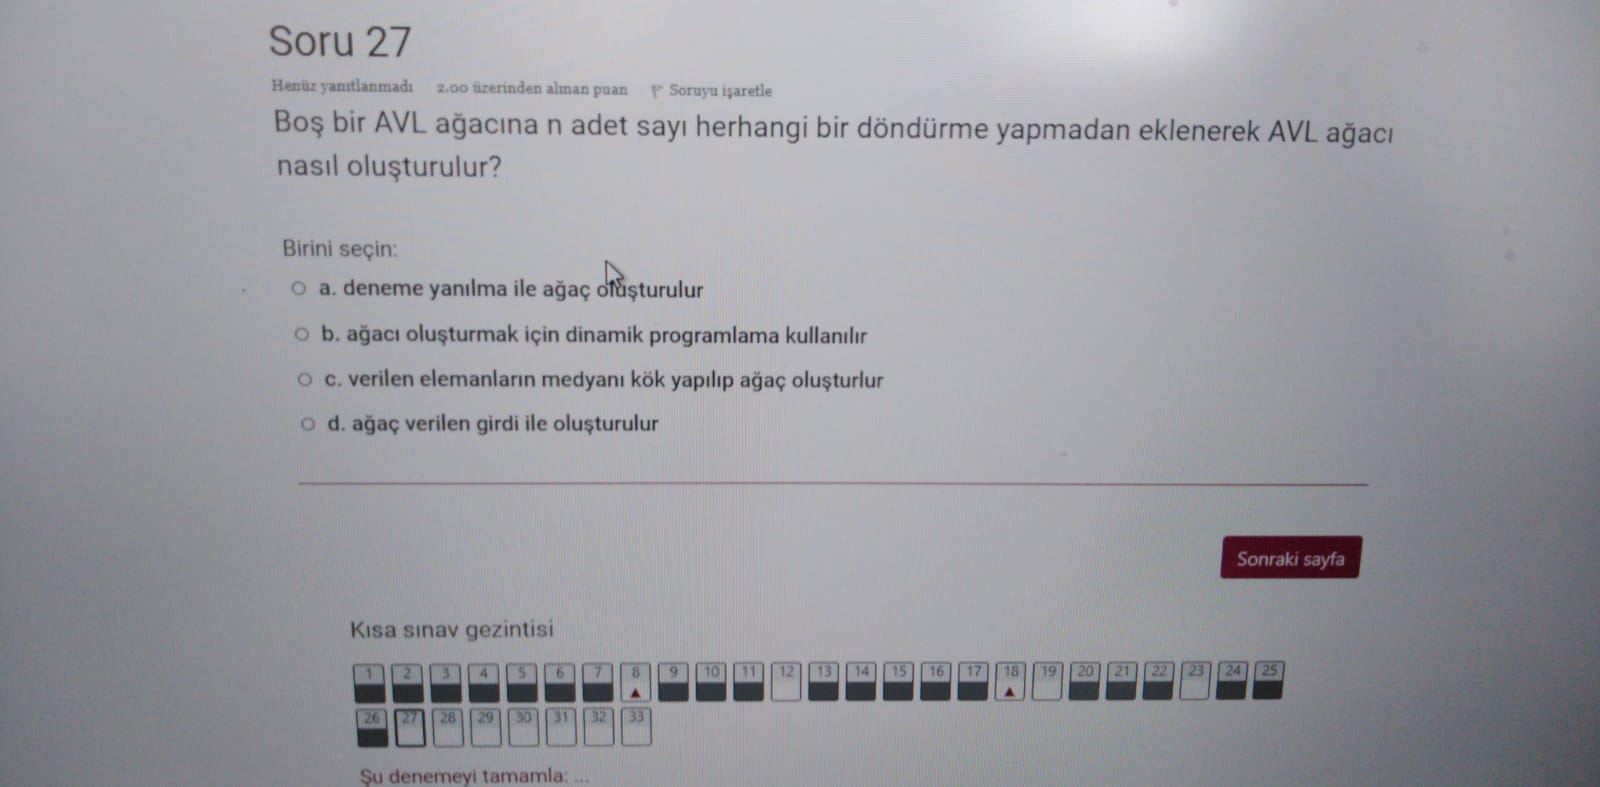 Soru 27
Henüz yanıtlanmadı 2.00 üzerinden alınan puan Soruyu işaretle
Boş bir AVL ağacına n adet sayı herhangi bir döndürme yapmadan eklenerek AVL ağacı
nasıl oluşturulur?
Birini seçin:
a. deneme yanılma ile ağaç oluşturulur
b. ağacı oluşturmak için dinamik programlama kullanılır
c. verilen elemanların medyanı kök yapılıp ağaç oluşturlur
d. ağaç verilen girdi ile oluşturulur
Sonraki sayfa
Kısa sınav gezintisi
1 2 3 4 5 6 7 8 9 10 11 12 13 14 15 16 17 18 19 20 21 22 23 24 25
26 27 28 29 30 31 32 33
Şu denemeyi tamamla: ...